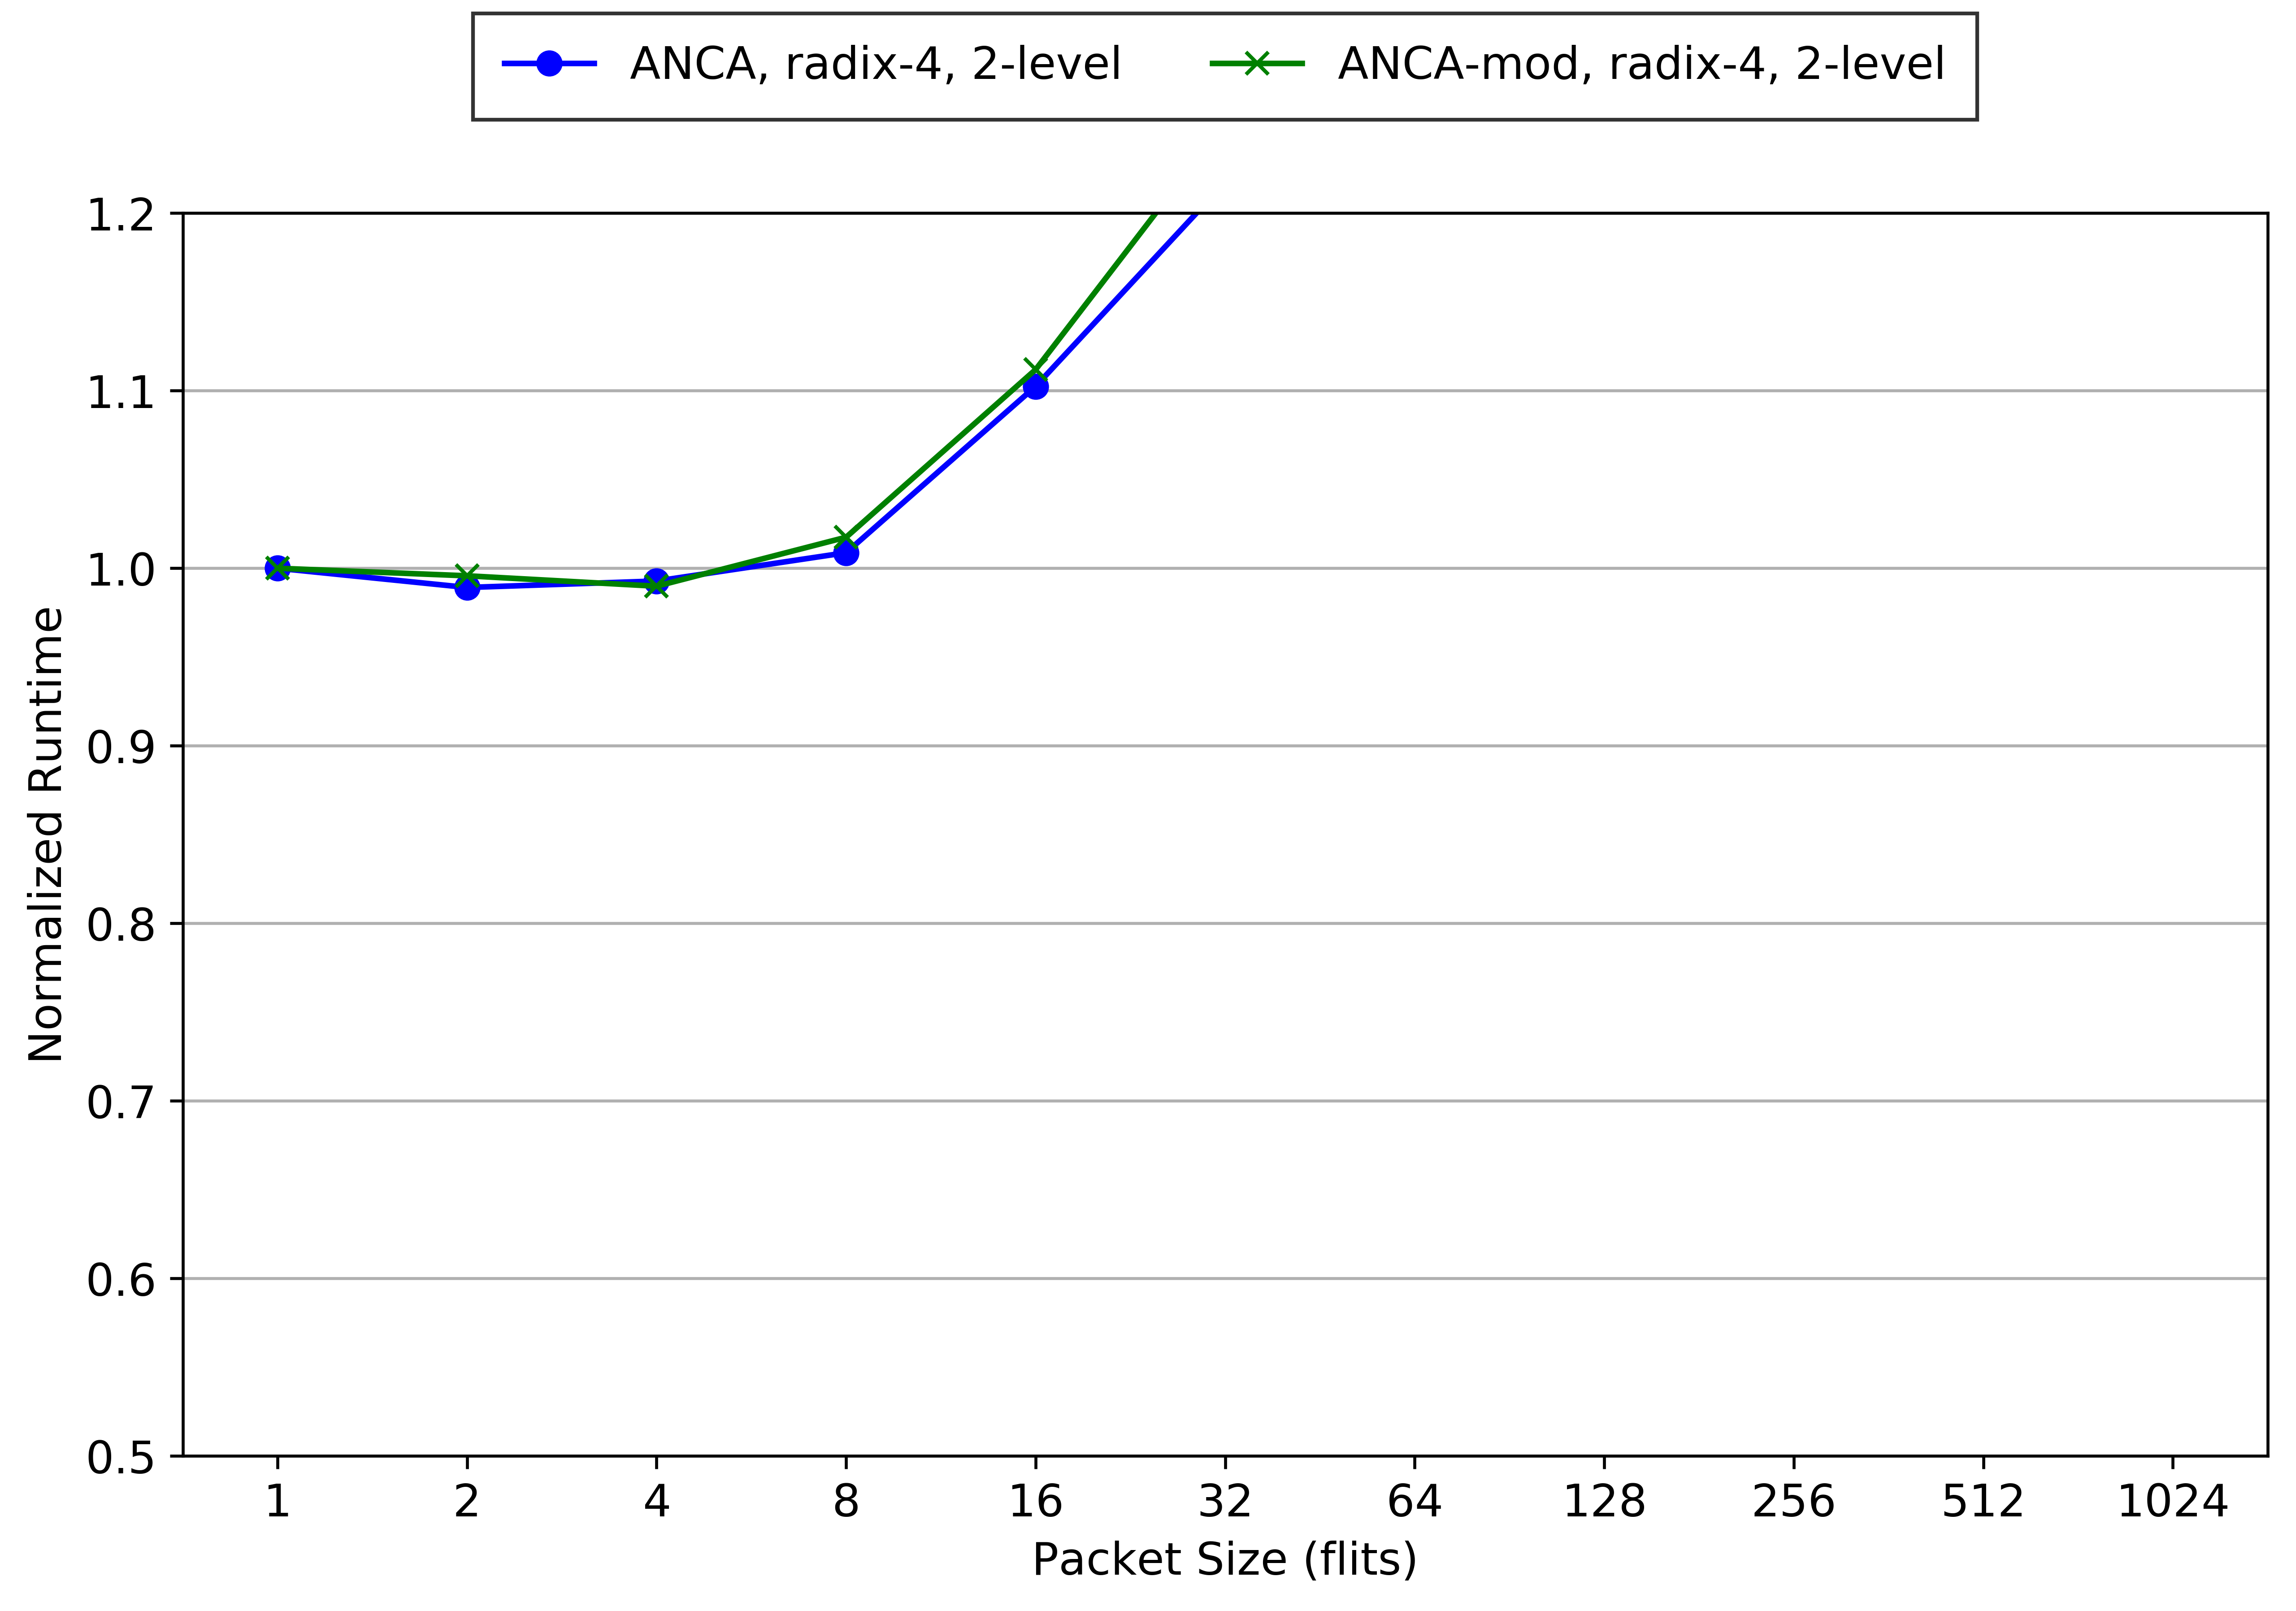 ANCA, radix-4, 2-level
ANCA-mod, radix-4, 2-level
1.2
1.1
1.0
0.9
0.8
0.7
0.6
0.5
Normalized Runtime
1 2 4 8 16 32 64 128 256 512 1024
Packet Size (flits)